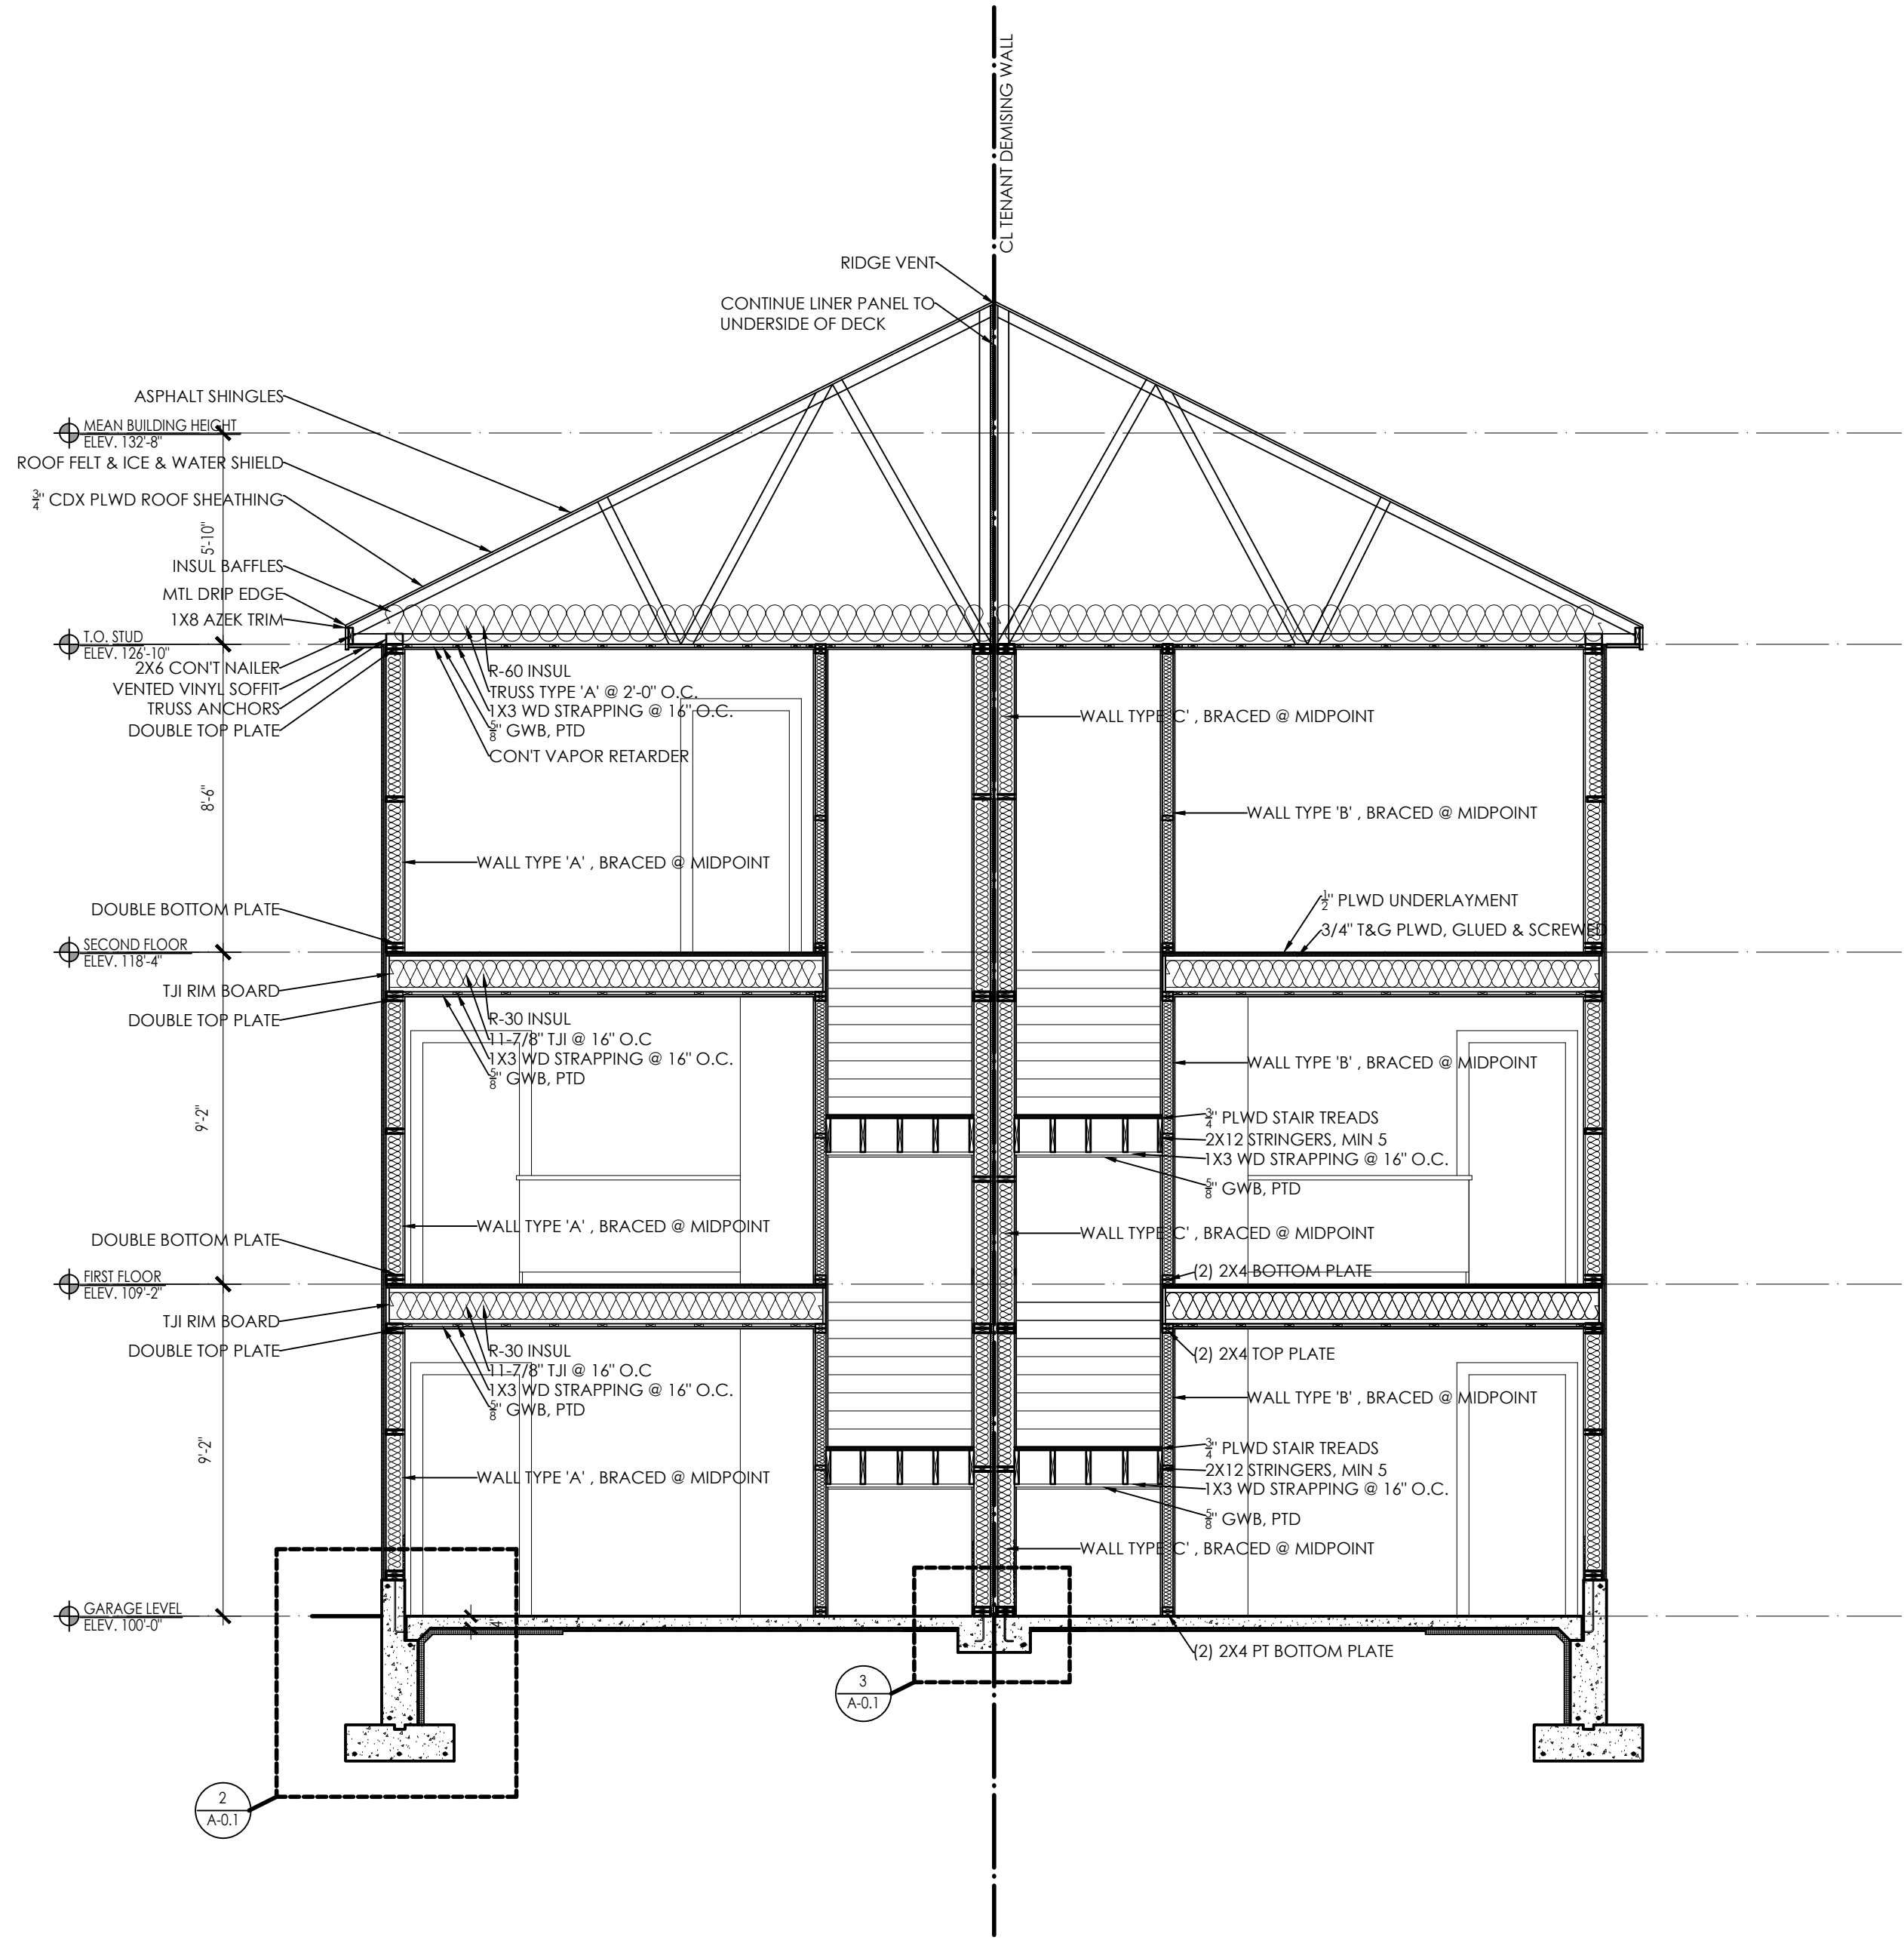 CL TENANT DEMISING WALL
RIDGE VENT
CONTINUE LINER PANEL TO
UNDERSIDE OF DECK
ASPHALT SHINGLES
MEAN BUILDING HEIGHT
ELEV. 132'-8"
ROOF FELT & ICE & WATER SHIELD
3/4" CDX PLWD ROOF SHEATHING
5'-10"
INSUL BAFFLES
MTL DRIP EDGE
1X8 AZEK TRIM
T.O. STUD
ELEV. 126'-10"
2X6 CON'T NAILER
VENTED VINYL SOFFIT
TRUSS ANCHORS
DOUBLE TOP PLATE
R-60 INSUL
TRUSS TYPE 'A' @ 2'-0" O.C.
1X3 WD STRAPPING @ 16" O.C.
5/8" GWB, PTD
CON'T VAPOR RETARDER
WALL TYPE 'C' , BRACED @ MIDPOINT
8'-6"
WALL TYPE 'B' , BRACED @ MIDPOINT
WALL TYPE 'A' , BRACED @ MIDPOINT
DOUBLE BOTTOM PLATE
1/2" PLWD UNDERLAYMENT
3/4" T&G PLWD, GLUED & SCREWED
SECOND FLOOR
ELEV. 118'-4"
TJI RIM BOARD
DOUBLE TOP PLATE
R-30 INSUL
11-7/8" TJI @ 16" O.C
1X3 WD STRAPPING @ 16" O.C.
5/8" GWB, PTD
WALL TYPE 'B' , BRACED @ MIDPOINT
9'-2"
3/4" PLWD STAIR TREADS
2X12 STRINGERS, MIN 5
1X3 WD STRAPPING @ 16" O.C.
5/8" GWB, PTD
WALL TYPE 'A' , BRACED @ MIDPOINT
WALL TYPE 'C' , BRACED @ MIDPOINT
DOUBLE BOTTOM PLATE
(2) 2X4 BOTTOM PLATE
FIRST FLOOR
ELEV. 109'-2"
TJI RIM BOARD
DOUBLE TOP PLATE
R-30 INSUL
11-7/8" TJI @ 16" O.C
1X3 WD STRAPPING @ 16" O.C.
5/8" GWB, PTD
(2) 2X4 TOP PLATE
WALL TYPE 'B' , BRACED @ MIDPOINT
9'-2"
3/4" PLWD STAIR TREADS
2X12 STRINGERS, MIN 5
1X3 WD STRAPPING @ 16" O.C.
5/8" GWB, PTD
WALL TYPE 'A' , BRACED @ MIDPOINT
WALL TYPE 'C' , BRACED @ MIDPOINT
GARAGE LEVEL
ELEV. 100'-0"
4"
(2) 2X4 PT BOTTOM PLATE
3
A-0.1
2
A-0.1